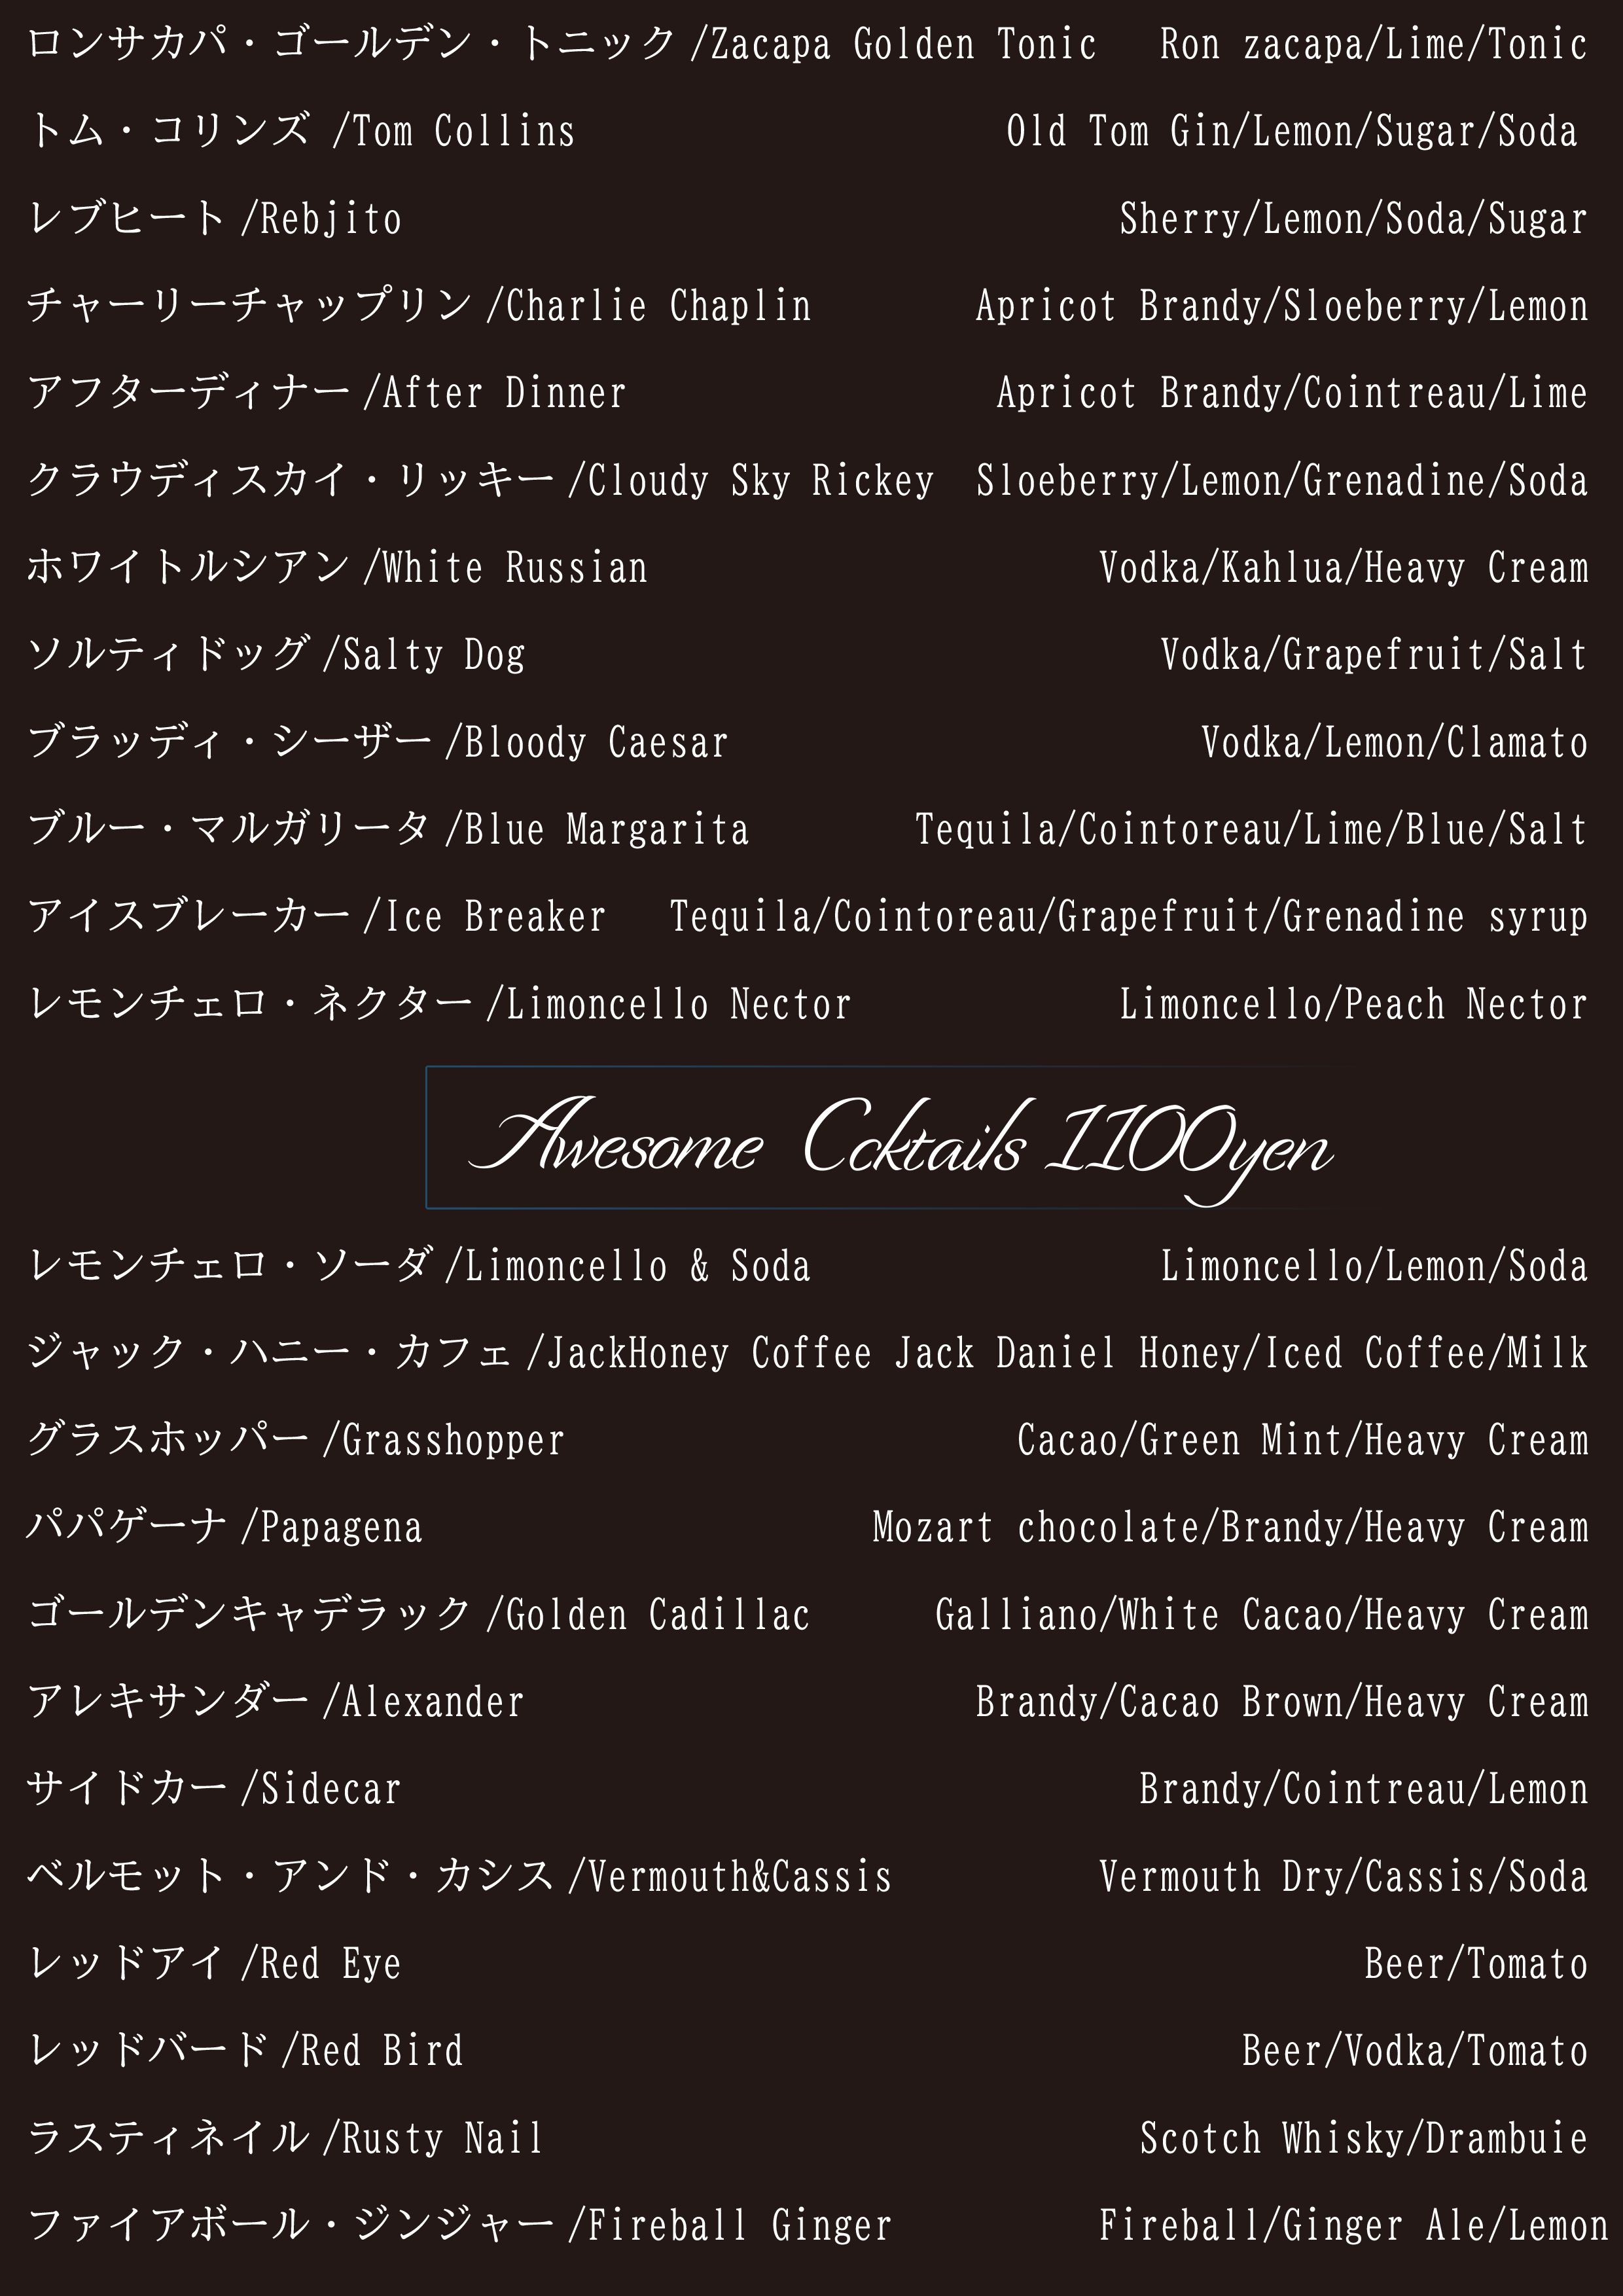 ロンサカパ・ゴールデン・トニック /Zacapa Golden Tonic Ron zacapa/Lime/Tonic
トム・コリンズ /Tom Collins Old Tom Gin/Lemon/Sugar/Soda
レブヒート /Rebjito Sherry/Lemon/Soda/Sugar
チャーリーチャップリン /Charlie Chaplin Apricot Brandy/Sloeberry/Lemon
アフターディナー /After Dinner Apricot Brandy/Cointreau/Lime
クラウディスカイ・リッキー /Cloudy Sky Rickey Sloeberry/Lemon/Grenadine/Soda
ホワイトルシアン /White Russian Vodka/Kahlua/Heavy Cream
ソルティドッグ /Salty Dog Vodka/Grapefruit/Salt
ブラッディ・シーザー /Bloody Caesar Vodka/Lemon/Clamato
ブルー・マルガリータ /Blue Margarita Tequila/Cointoreau/Lime/Blue/Salt
アイスブレーカー /Ice Breaker Tequila/Cointoreau/Grapefruit/Grenadine syrup
レモンチェロ・ネクター /Limoncello Nector Limoncello/Peach Nector
Awesome Ccktails 1100yen
レモンチェロ・ソーダ /Limoncello & Soda Limoncello/Lemon/Soda
ジャック・ハニー・カフェ /JackHoney Coffee Jack Daniel Honey/Iced Coffee/Milk
グラスホッパー /Grasshopper Cacao/Green Mint/Heavy Cream
パパゲーナ /Papagena Mozart chocolate/Brandy/Heavy Cream
ゴールデンキャデラック /Golden Cadillac Galliano/White Cacao/Heavy Cream
アレキサンダー /Alexander Brandy/Cacao Brown/Heavy Cream
サイドカー /Sidecar Brandy/Cointreau/Lemon
ベルモット・アンド・カシス /Vermouth&Cassis Vermouth Dry/Cassis/Soda
レッドアイ /Red Eye Beer/Tomato
レッドバード /Red Bird Beer/Vodka/Tomato
ラスティネイル /Rusty Nail Scotch Whisky/Drambuie
ファイアボール・ジンジャー /Fireball Ginger Fireball/Ginger Ale/Lemon